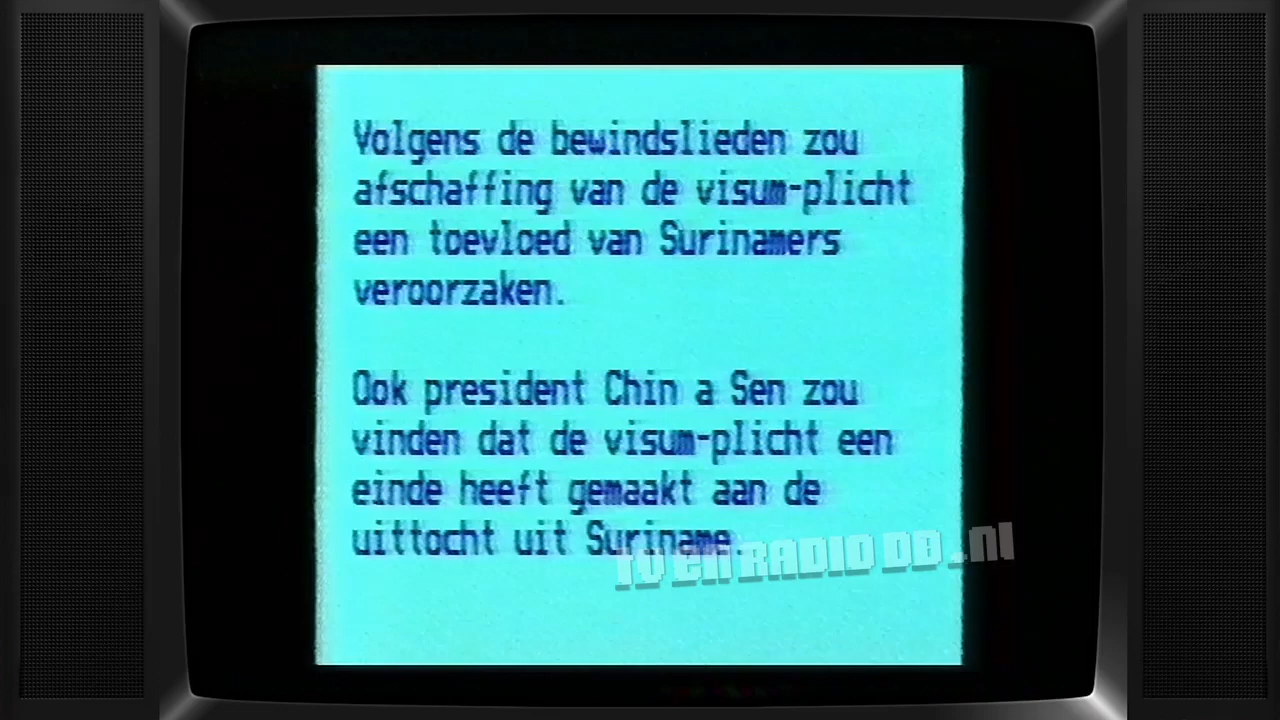 Volgens de bewindslieden zou
afschaffing van de visum-plicht
een toevloed van Surinamers
veroorzaken.
Ook president Chin a Sen zou
vinden dat de visum-plicht een
einde heeft gemaakt aan de
uittocht uit Suriname.
TV en RADIO DB.nl